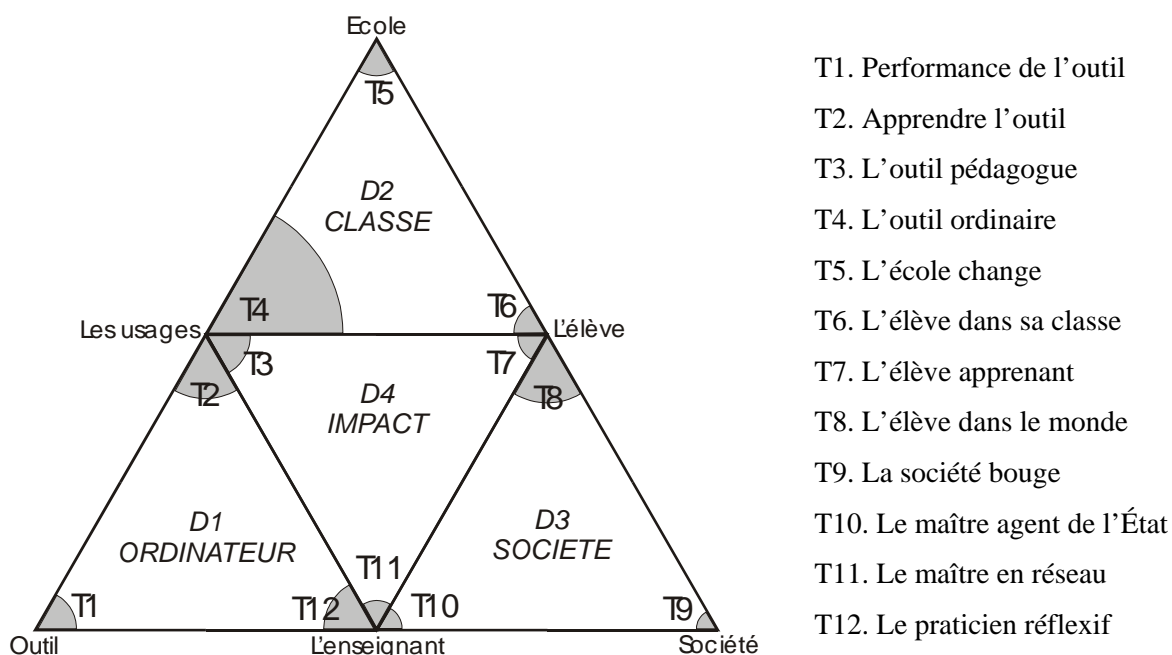 Ecole
T5
D2
CLASSE
T4
T6
Les usages
L'élève
T3
T7
T2
T8
D4
IMPACT
D1
ORDINATEUR
D3
SOCIETE
T11
T1
T12
T10
T9
Outil
L'enseignant
Société
T1. Performance de l’outil
T2. Apprendre l’outil
T3. L’outil pédagogue
T4. L’outil ordinaire
T5. L’école change
T6. L’élève dans sa classe
T7. L’élève apprenant
T8. L’élève dans le monde
T9. La société bouge
T10. Le maître agent de l’État
T11. Le maître en réseau
T12. Le praticien réflexif